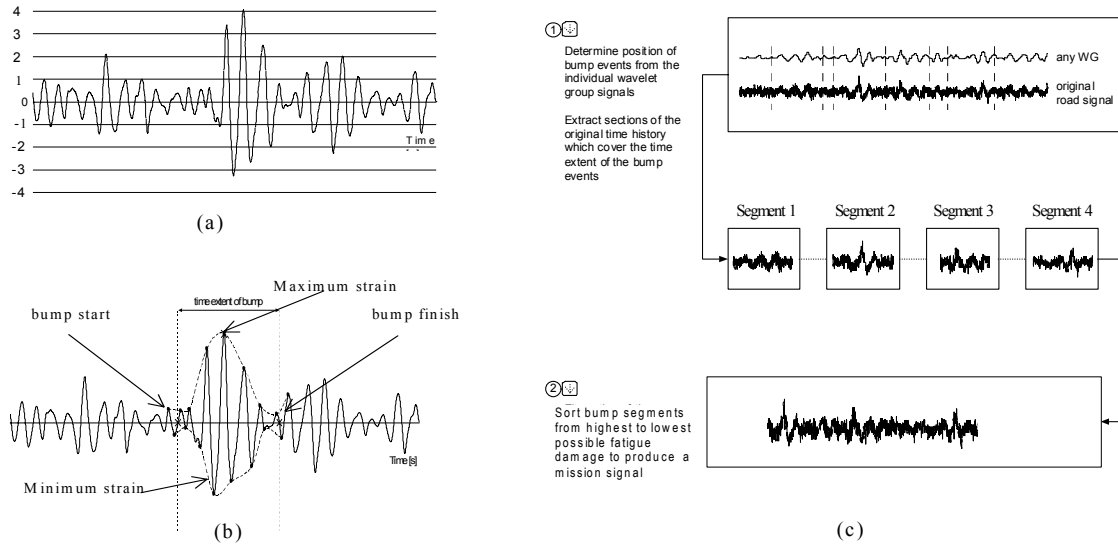 4
3
2
1
0
-1
-2
-3
-4
Time
(a)
time extent of bump
Maximum strain
bump start
bump finish
Time[s]
Minimum strain
(b)
1
Determine position of
bump events from the
individual wavelet
group signals
Extract sections of the
original time history
which cover the time
extent of the bump
events
any WG
original
road signal
Segment 1 Segment 2 Segment 3 Segment 4
2
Sort bump segments
from highest to lowest
possible fatigue
damage to produce a
mission signal
(c)